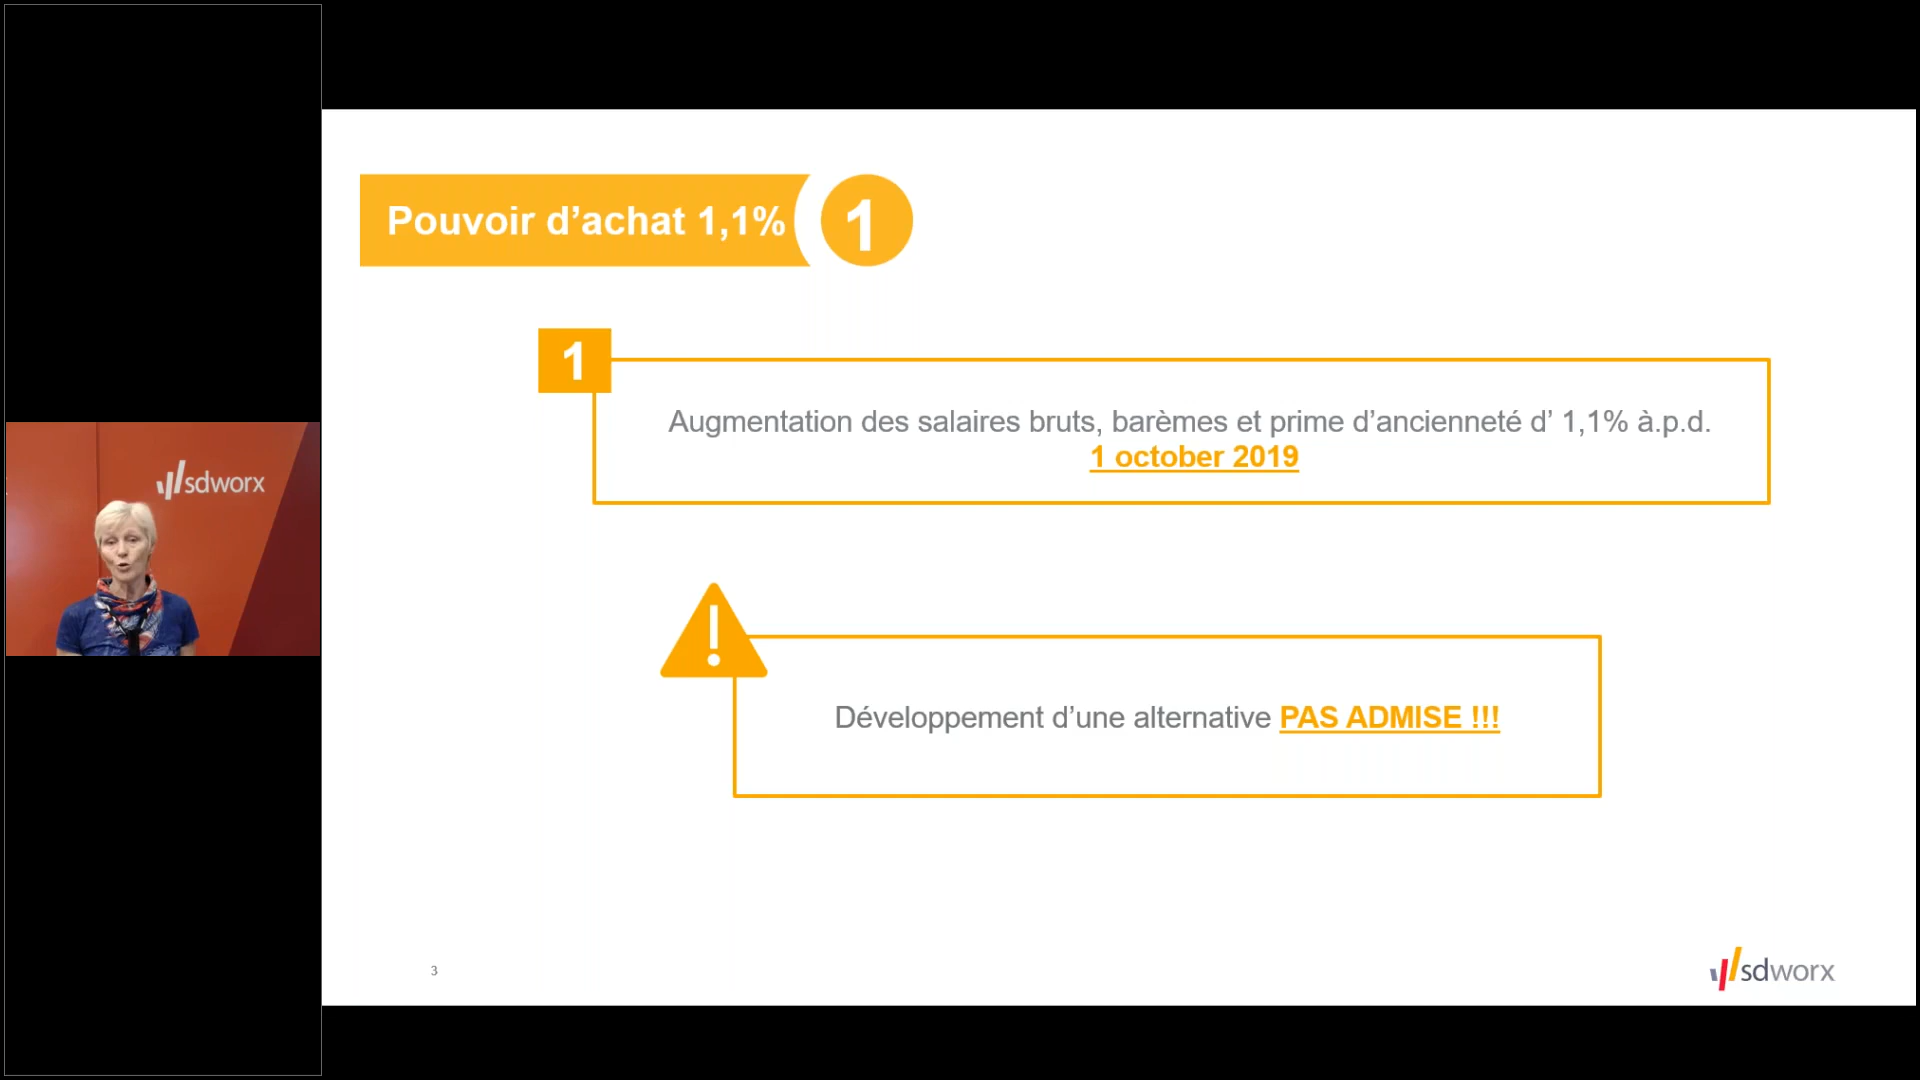 Pouvoir d’achat 1,1%
1
1
Augmentation des salaires bruts, barèmes et prime d’ancienneté d’ 1,1% à.p.d.
1 october 2019
sdworx
!
Développement d’une alternative PAS ADMISE !!!
3
sdworx